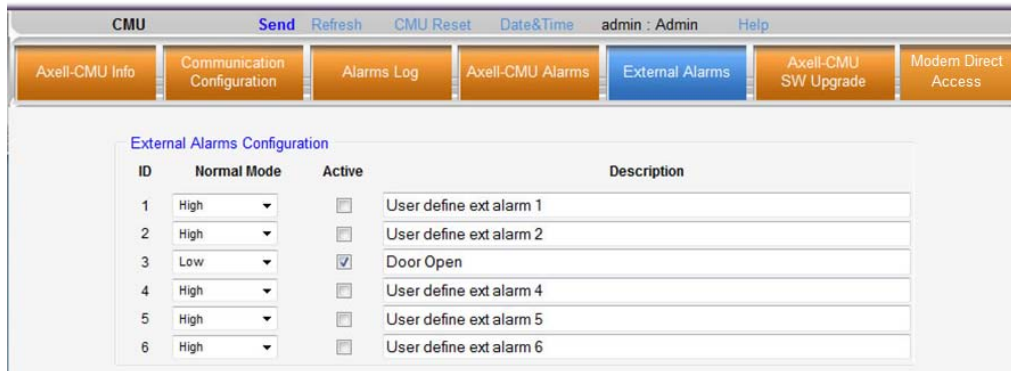 CMU Send Refresh CMU Reset Date&Time admin : Admin Help
Axell-CMU Info
Communication
Configuration
Alarms Log
Axell-CMU Alarms
External Alarms
Axell-CMU
SW Upgrade
Modem Direct
Access
External Alarms Configuration
ID Normal Mode Active Description
1 High User define ext alarm 1
2 High User define ext alarm 2
3 Low Door Open
4 High User define ext alarm 4
5 High User define ext alarm 5
6 High User define ext alarm 6